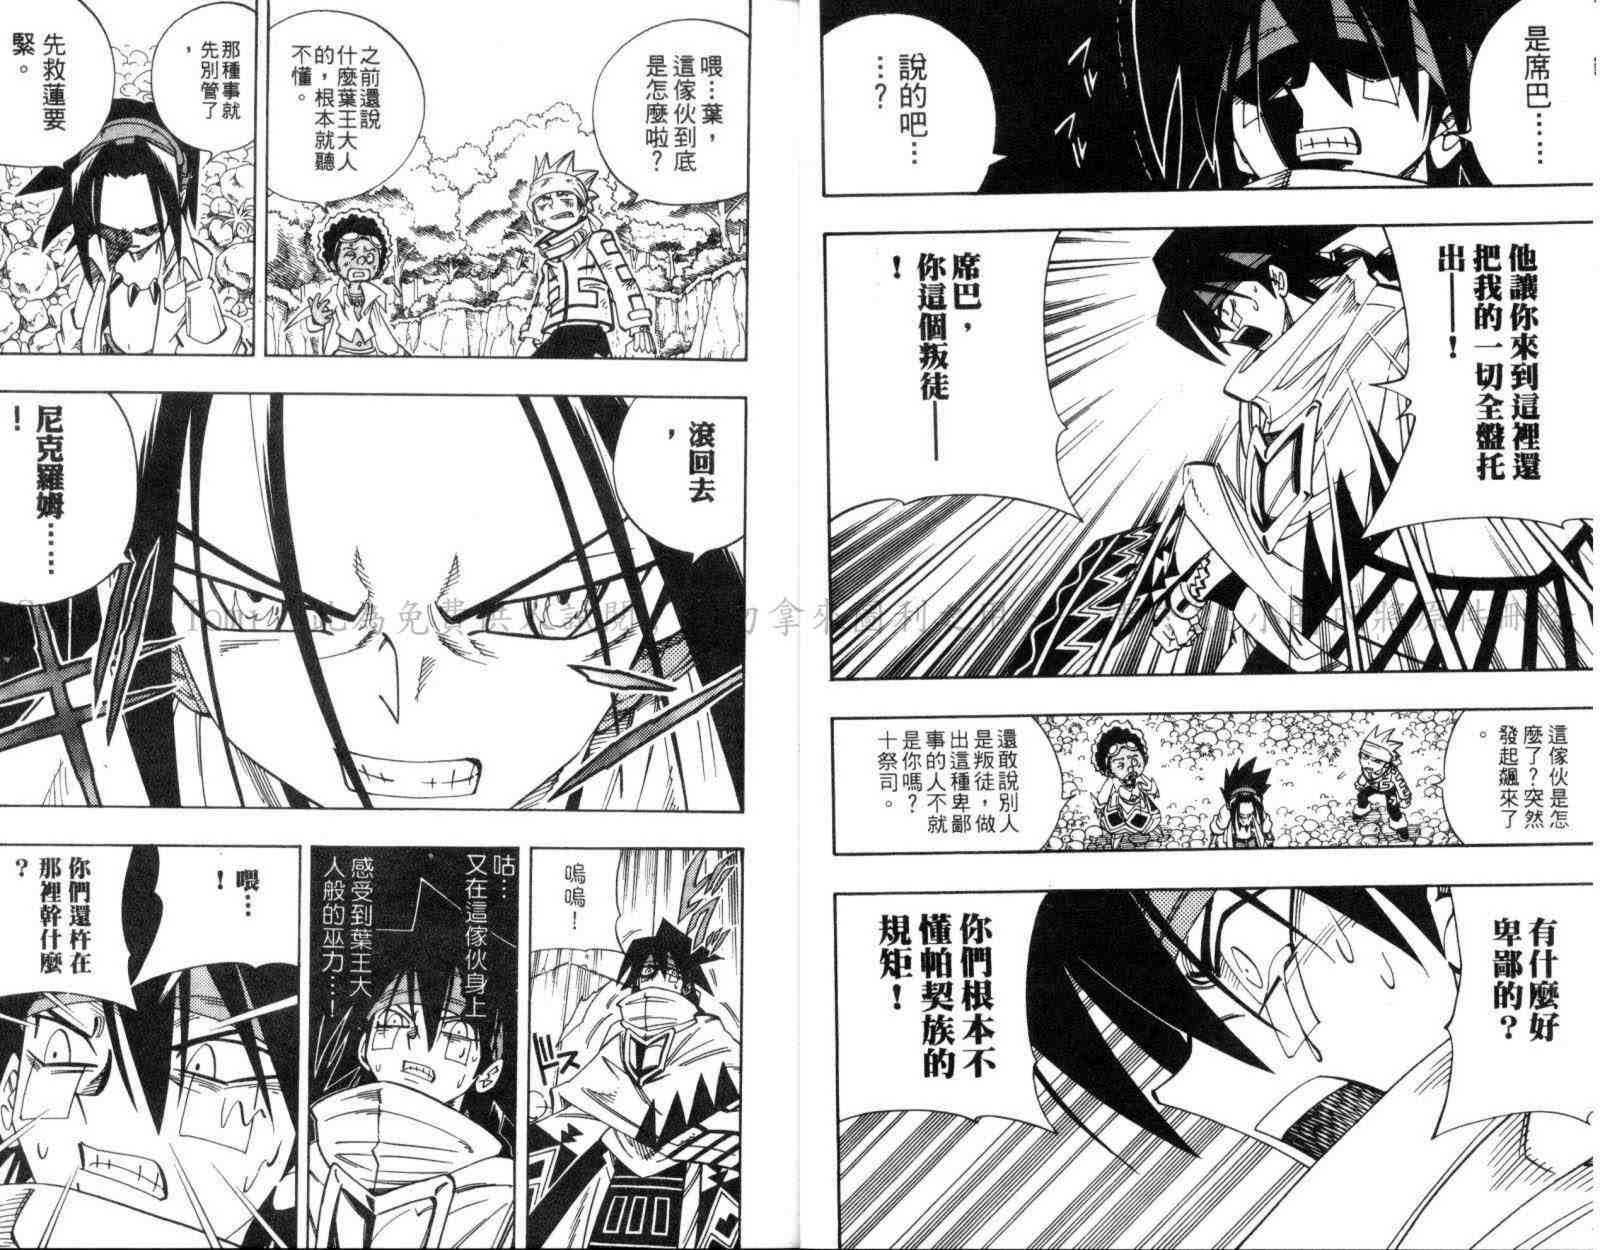 是席巴……
說的吧…
…？
他讓你來到這裡還
把我的一切全盤托
出——！
席巴，
你這個叛徒——
！
這傢伙是怎
麼了？突然
發起飆來了
。
還敢說別人
是叛徒，做
出這種卑鄙
事的人不就
是你嗎？
十祭司。
有什麼好
卑鄙的？
你們根本不
懂帕契族的
規矩！
喂…葉，
這傢伙到底
是怎麼啦？
之前還說
什麼葉王大人
的，根本就聽
不懂。
那種事就
先別管了
，
先救蓮要
緊。
滾回去
，
尼克羅姆……
！
嗚嗚！
ドス
咕…
又在這傢伙身上
感受到葉王大
人般的巫力…！
喂…
！
你們還杵在
那裡幹什麼
？